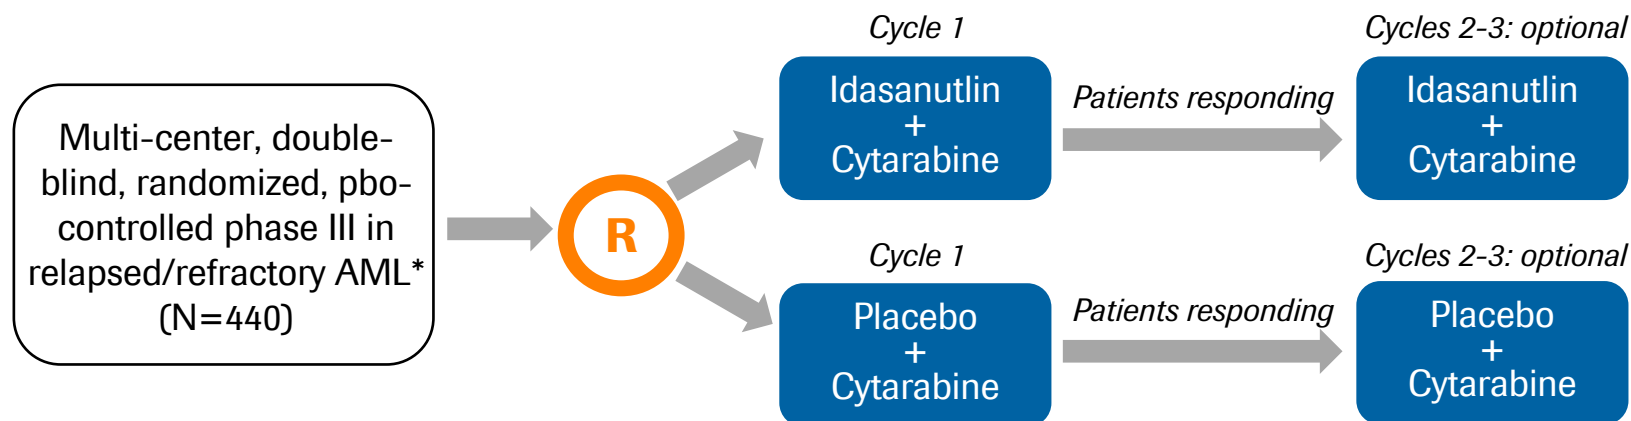 Multi-center, double-
blind, randomized, pbo-
controlled phase III in
relapsed/refractory AML*
(N=440)
R
Cycle 1
Idasanutlin
+
Cytarabine
Patients responding
Cycles 2-3: optional
Idasanutlin
+
Cytarabine
Cycle 1
Placebo
+
Cytarabine
Patients responding
Cycles 2-3: optional
Placebo
+
Cytarabine